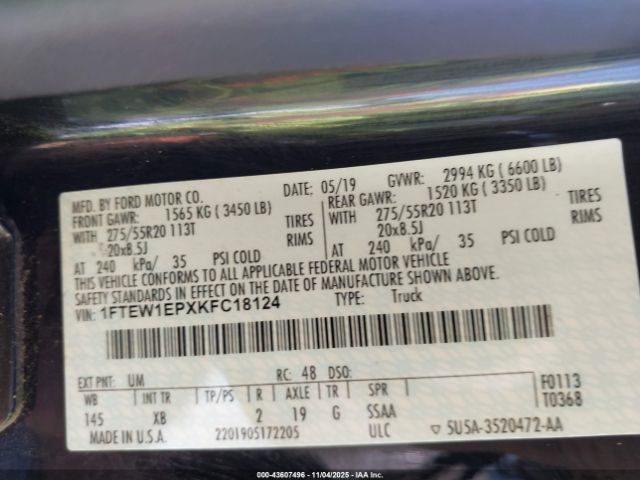 MFD. BY FORD MOTOR CO.
DATE: 05/19 GVWR: 2994 KG ( 6600 LB)
FRONT GAWR: 1565 KG ( 3450 LB) REAR GAWR: 1520 KG ( 3350 LB)
WITH 275/55R20 113T TIRES WITH 275/55R20 113T TIRES
20x8.5J RIMS 20x8.5J RIMS
AT 240 kPa/ 35 PSI COLD AT 240 kPa/ 35 PSI COLD
THIS VEHICLE CONFORMS TO ALL APPLICABLE FEDERAL MOTOR VEHICLE
SAFETY STANDARDS IN EFFECT ON THE DATE OF MANUFACTURE SHOWN ABOVE.
VIN: 1FTEW1EPXKFC18124 TYPE: Truck
EXT PNT: UM RC: 48 DSO:
WB INT TR TP/PS R AXLE TR SPR F0113
145 XB 2 19 G SSAA T0368
MADE IN U.S.A. 2201905172205 ULC ▽ 5U5A-3520472-AA
000-43607496 - 11/04/2025 - © IAA, LLC